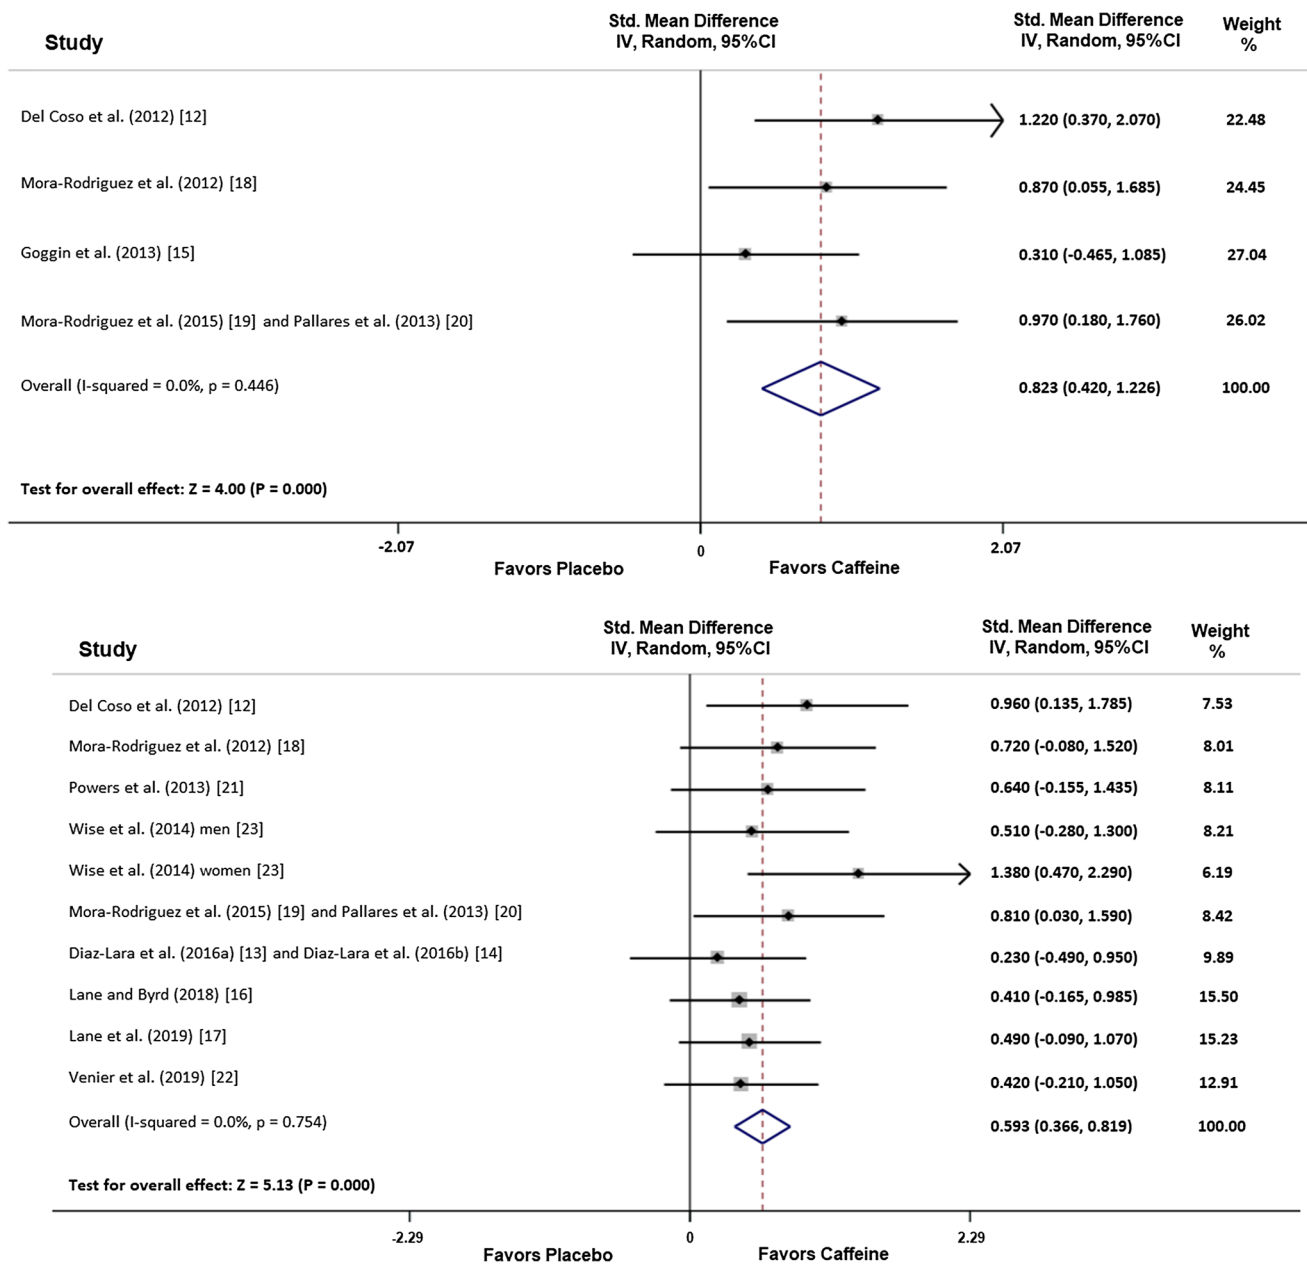 Study
Std. Mean Difference
IV, Random, 95%CI
Std. Mean Difference
IV, Random, 95%CI
Weight
%
Del Coso et al. (2012) [12] 1.220 (0.370, 2.070) 22.48
Mora-Rodriguez et al. (2012) [18] 0.870 (0.055, 1.685) 24.45
Goggin et al. (2013) [15] 0.310 (-0.465, 1.085) 27.04
Mora-Rodriguez et al. (2015) [19] and Pallares et al. (2013) [20] 0.970 (0.180, 1.760) 26.02
Overall (I-squared = 0.0%, p = 0.446) 0.823 (0.420, 1.226) 100.00
Test for overall effect: Z = 4.00 (P = 0.000)
-2.07 0 2.07
Favors Placebo Favors Caffeine
Study
Std. Mean Difference
IV, Random, 95%CI
Std. Mean Difference
IV, Random, 95%CI
Weight
%
Del Coso et al. (2012) [12] 0.960 (0.135, 1.785) 7.53
Mora-Rodriguez et al. (2012) [18] 0.720 (-0.080, 1.520) 8.01
Powers et al. (2013) [21] 0.640 (-0.155, 1.435) 8.11
Wise et al. (2014) men [23] 0.510 (-0.280, 1.300) 8.21
Wise et al. (2014) women [23] 1.380 (0.470, 2.290) 6.19
Mora-Rodriguez et al. (2015) [19] and Pallares et al. (2013) [20] 0.810 (0.030, 1.590) 8.42
Diaz-Lara et al. (2016a) [13] and Diaz-Lara et al. (2016b) [14] 0.230 (-0.490, 0.950) 9.89
Lane and Byrd (2018) [16] 0.410 (-0.165, 0.985) 15.50
Lane et al. (2019) [17] 0.490 (-0.090, 1.070) 15.23
Venier et al. (2019) [22] 0.420 (-0.210, 1.050) 12.91
Overall (I-squared = 0.0%, p = 0.754) 0.593 (0.366, 0.819) 100.00
Test for overall effect: Z = 5.13 (P = 0.000)
-2.29 0 2.29
Favors Placebo Favors Caffeine